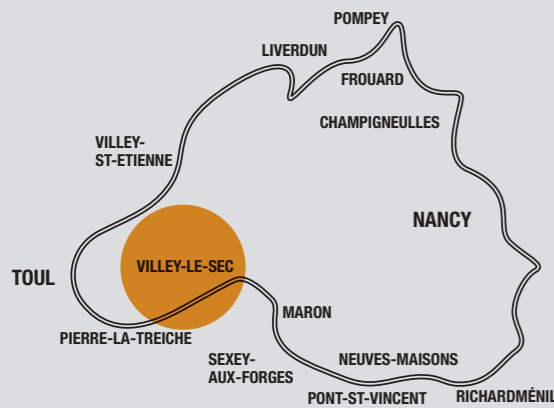 POMPEY
LIVERDUN
FROUARD
CHAMPIGNEULLES
VILLEY-
ST-ETIENNE
NANCY
VILLEY-LE-SEC
TOUL
MARON
PIERRE-LA-TREICHE
SEXEY-
AUX-FORGES
NEUVES-MAISONS
PONT-ST-VINCENT
RICHARDMÉNIL